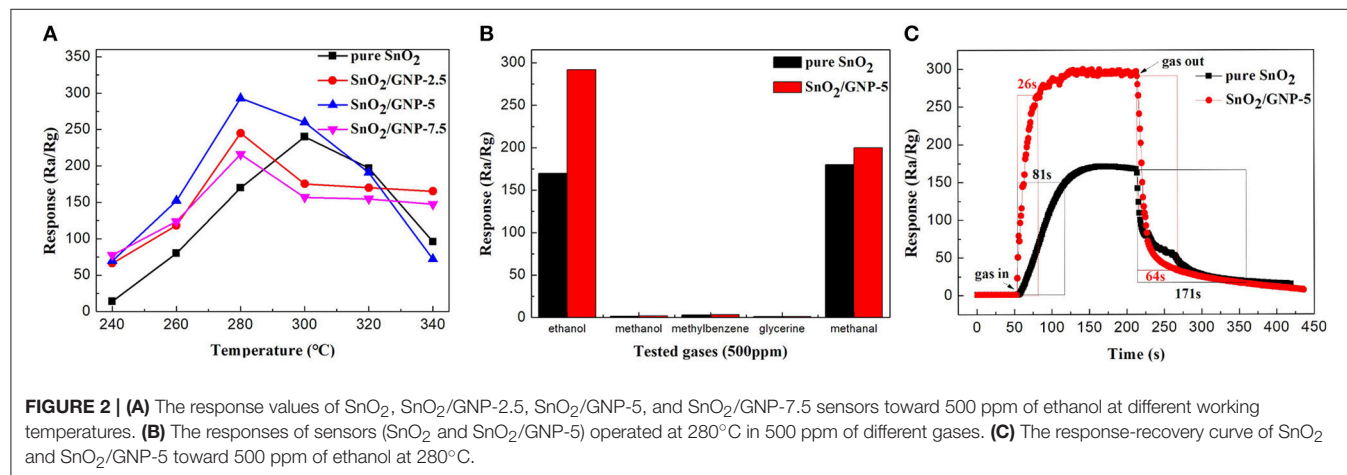 A
350
300
250
200
150
100
50
0
Response (Ra/Rg)
240 260 280 300 320 340
Temperature (°C)
pure SnO₂
SnO₂/GNP-2.5
SnO₂/GNP-5
SnO₂/GNP-7.5
B
300
250
200
150
100
50
0
Response (Ra/Rg)
ethanol methanol methylbenzene glycerine methanal
Tested gases (500ppm)
pure SnO₂
SnO₂/GNP-5
C
300
250
200
150
100
50
0
Response (Ra/Rg)
0 50 100 150 200 250 300 350 400 450
Time (s)
gas out
pure SnO₂
SnO₂/GNP-5
26s
81s
gas in
64s
171s
FIGURE 2 | (A) The response values of SnO₂, SnO₂/GNP-2.5, SnO₂/GNP-5, and SnO₂/GNP-7.5 sensors toward 500 ppm of ethanol at different working
temperatures. (B) The responses of sensors (SnO₂ and SnO₂/GNP-5) operated at 280°C in 500 ppm of different gases. (C) The response-recovery curve of SnO₂
and SnO₂/GNP-5 toward 500 ppm of ethanol at 280°C.